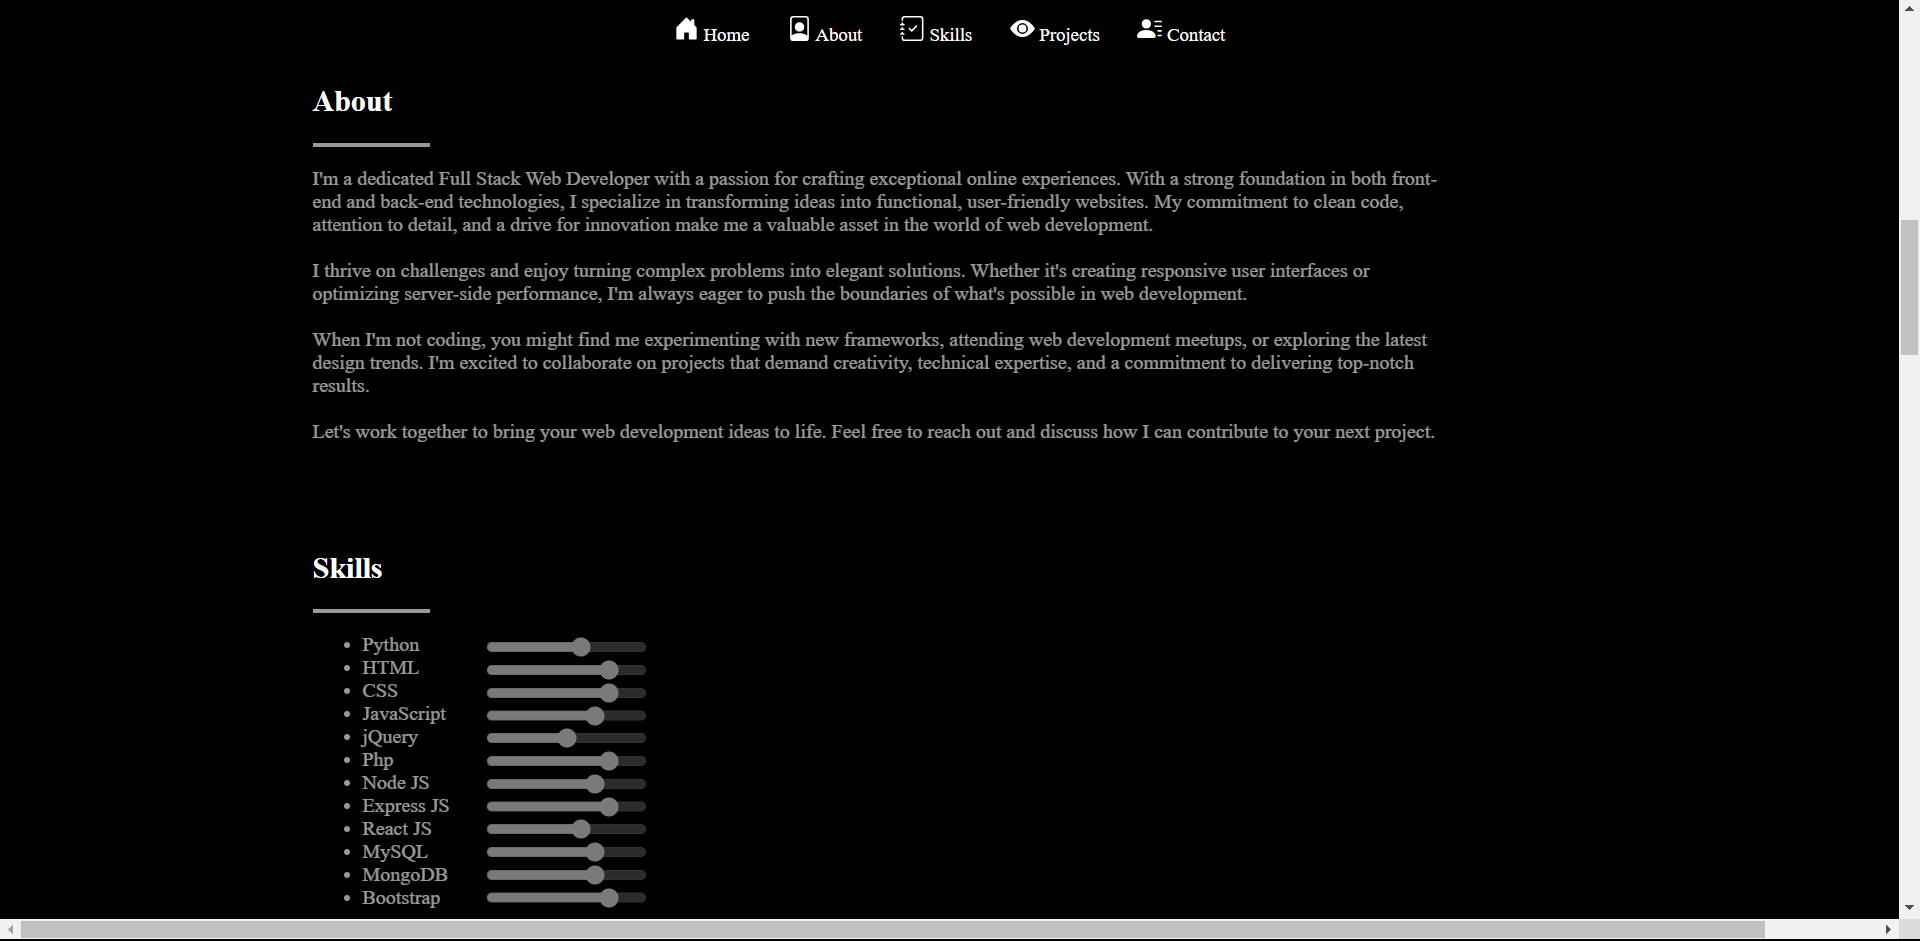 Home About Skills Projects Contact
About
I'm a dedicated Full Stack Web Developer with a passion for crafting exceptional online experiences. With a strong foundation in both front-
end and back-end technologies, I specialize in transforming ideas into functional, user-friendly websites. My commitment to clean code,
attention to detail, and a drive for innovation make me a valuable asset in the world of web development.
I thrive on challenges and enjoy turning complex problems into elegant solutions. Whether it's creating responsive user interfaces or
optimizing server-side performance, I'm always eager to push the boundaries of what's possible in web development.
When I'm not coding, you might find me experimenting with new frameworks, attending web development meetups, or exploring the latest
design trends. I'm excited to collaborate on projects that demand creativity, technical expertise, and a commitment to delivering top-notch
results.
Let's work together to bring your web development ideas to life. Feel free to reach out and discuss how I can contribute to your next project.
Skills
Python
HTML
CSS
JavaScript
jQuery
Php
Node JS
Express JS
React JS
MySQL
MongoDB
Bootstrap